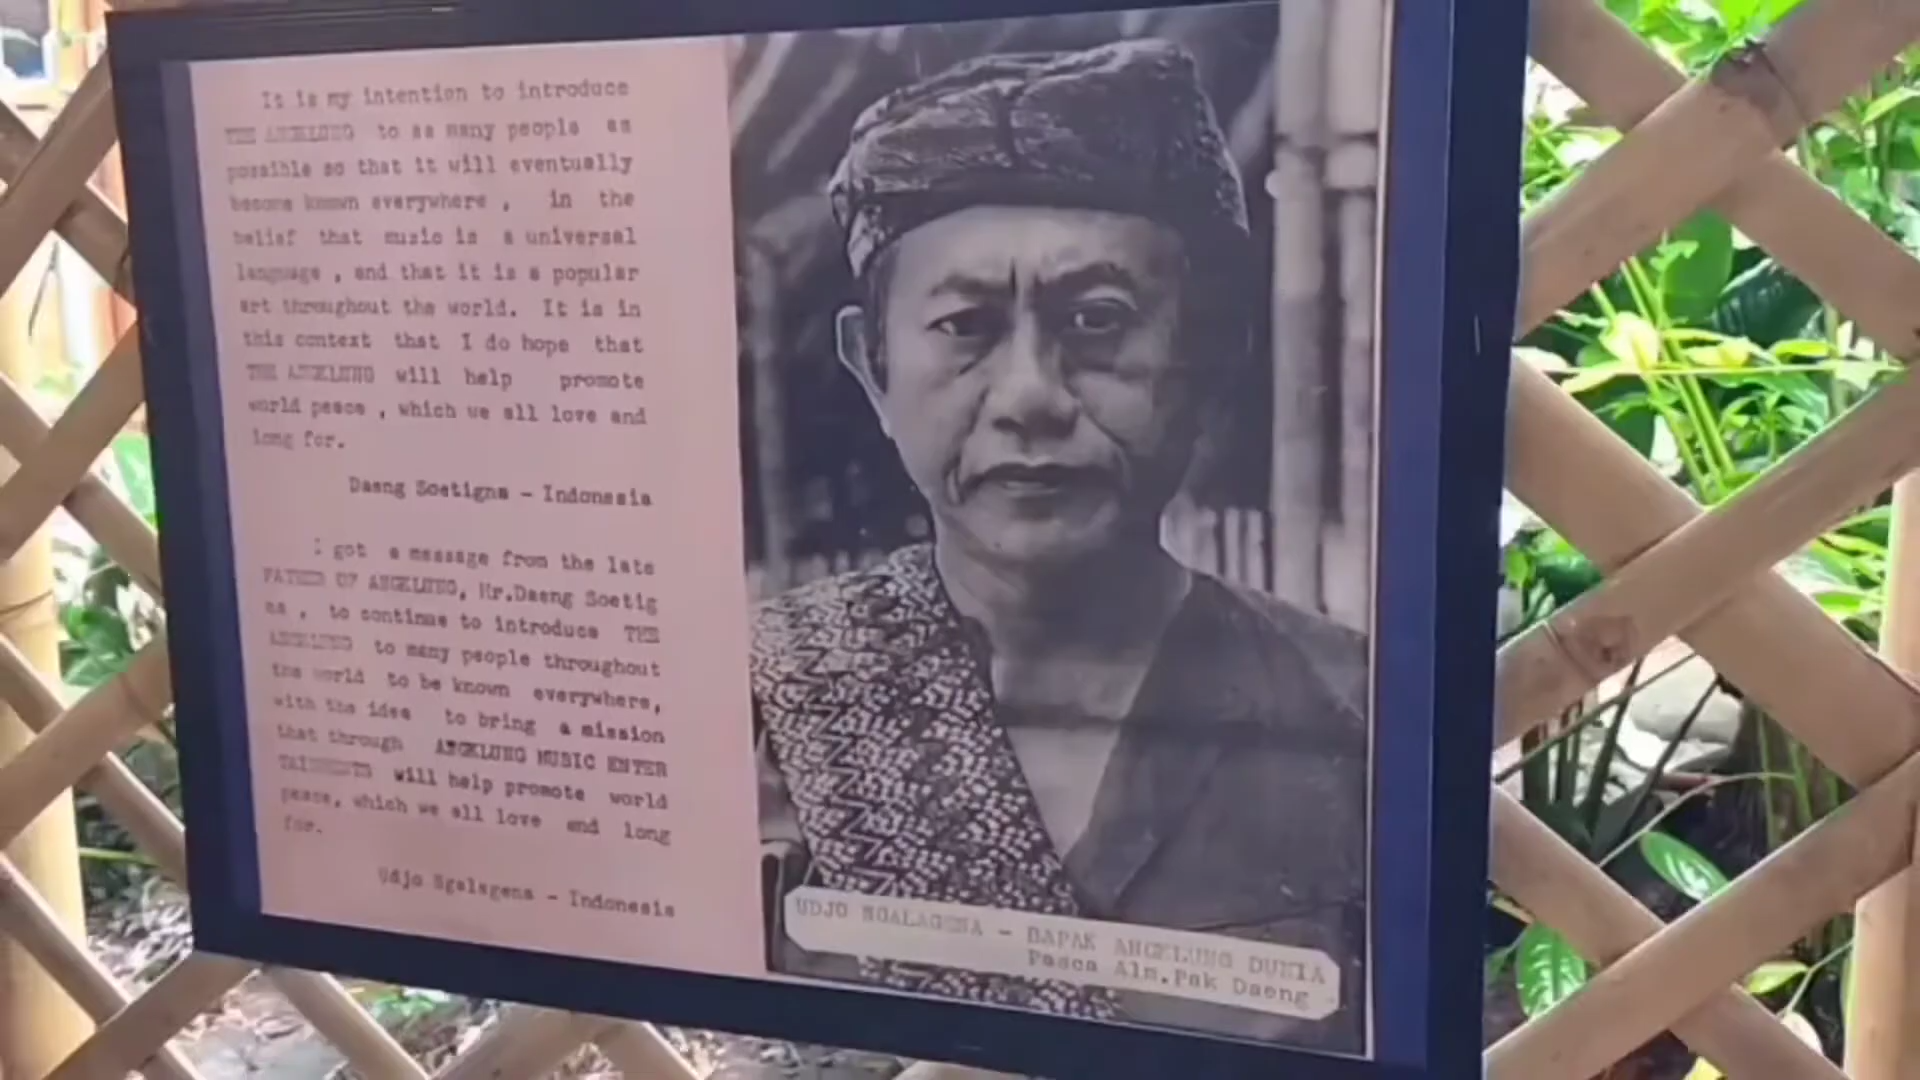 It is my intention to introduce
THE ANGKLUNG to as many people as
possible so that it will eventually
become known everywhere , in the
belief that music is a universal
language , and that it is a popular
art throughout the world. It is in
this context that I do hope that
THE ANGKLUNG will help promote
world peace , which we all love and
long for.
Daeng Soetigna - Indonesia
I got a message from the late
FATHER OF ANGKLUNG, Mr.Daeng Soetig
na , to continue to introduce THE
ANGKLUNG to many people throughout
the world to be known everywhere,
with the idea to bring a mission
that through ANGKLUNG MUSIC ENTER
TAINMENTS will help promote world
peace, which we all love and long
for.
Udjo Ngalagena - Indonesia
UDJO NGALAGENA - BAPAK ANGKLUNG DUNIA
Pasca Alm.Pak Daeng .